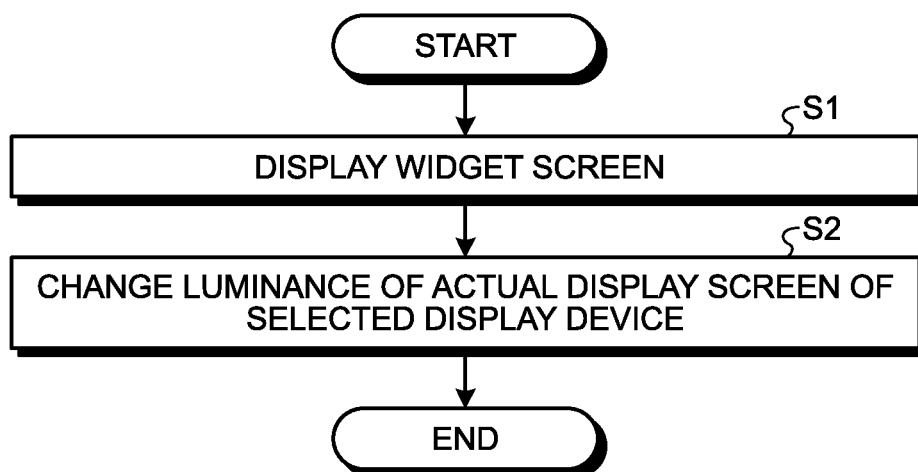 START
S1
DISPLAY WIDGET SCREEN
S2
CHANGE LUMINANCE OF ACTUAL DISPLAY SCREEN OF
SELECTED DISPLAY DEVICE
END